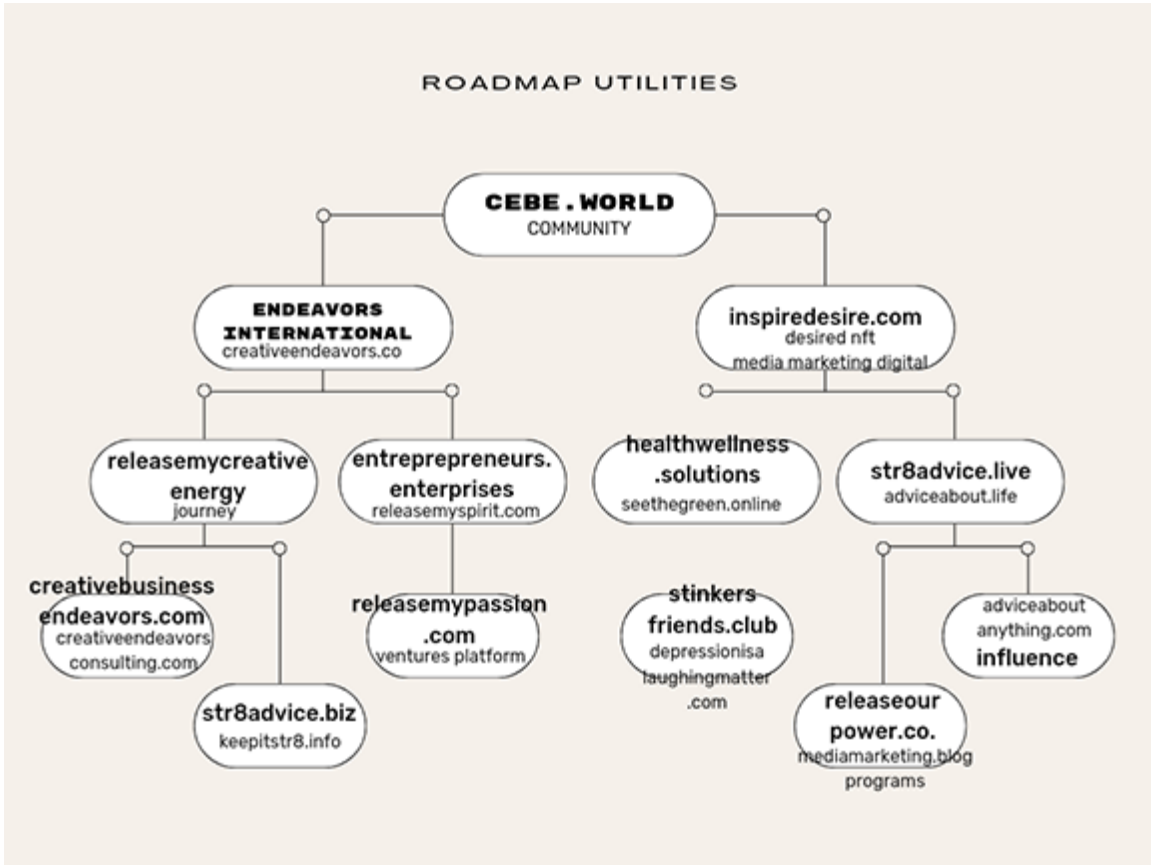 ROADMAP UTILITIES
CEBE.WORLD
COMMUNITY
ENDEAVORS
INTERNATIONAL
creativeendeavors.co
inspiredesire.com
desired nft
media marketing digital
releasemycreative
energy
journey
entreprepreneurs.
enterprises
releasemyspirit.com
healthwellness
.solutions
seethegreen.online
str8advice.live
adviceabout.life
creativebusiness
endeavors.com
creativeendeavors
consulting.com
str8advice.biz
keepitstr8.info
releasemypassion
.com
ventures platform
stinkers
friends.club
depressionisa
laughingmatter
.com
releaseour
power.co.
mediamarketing.blog
programs
adviceabout
anything.com
influence